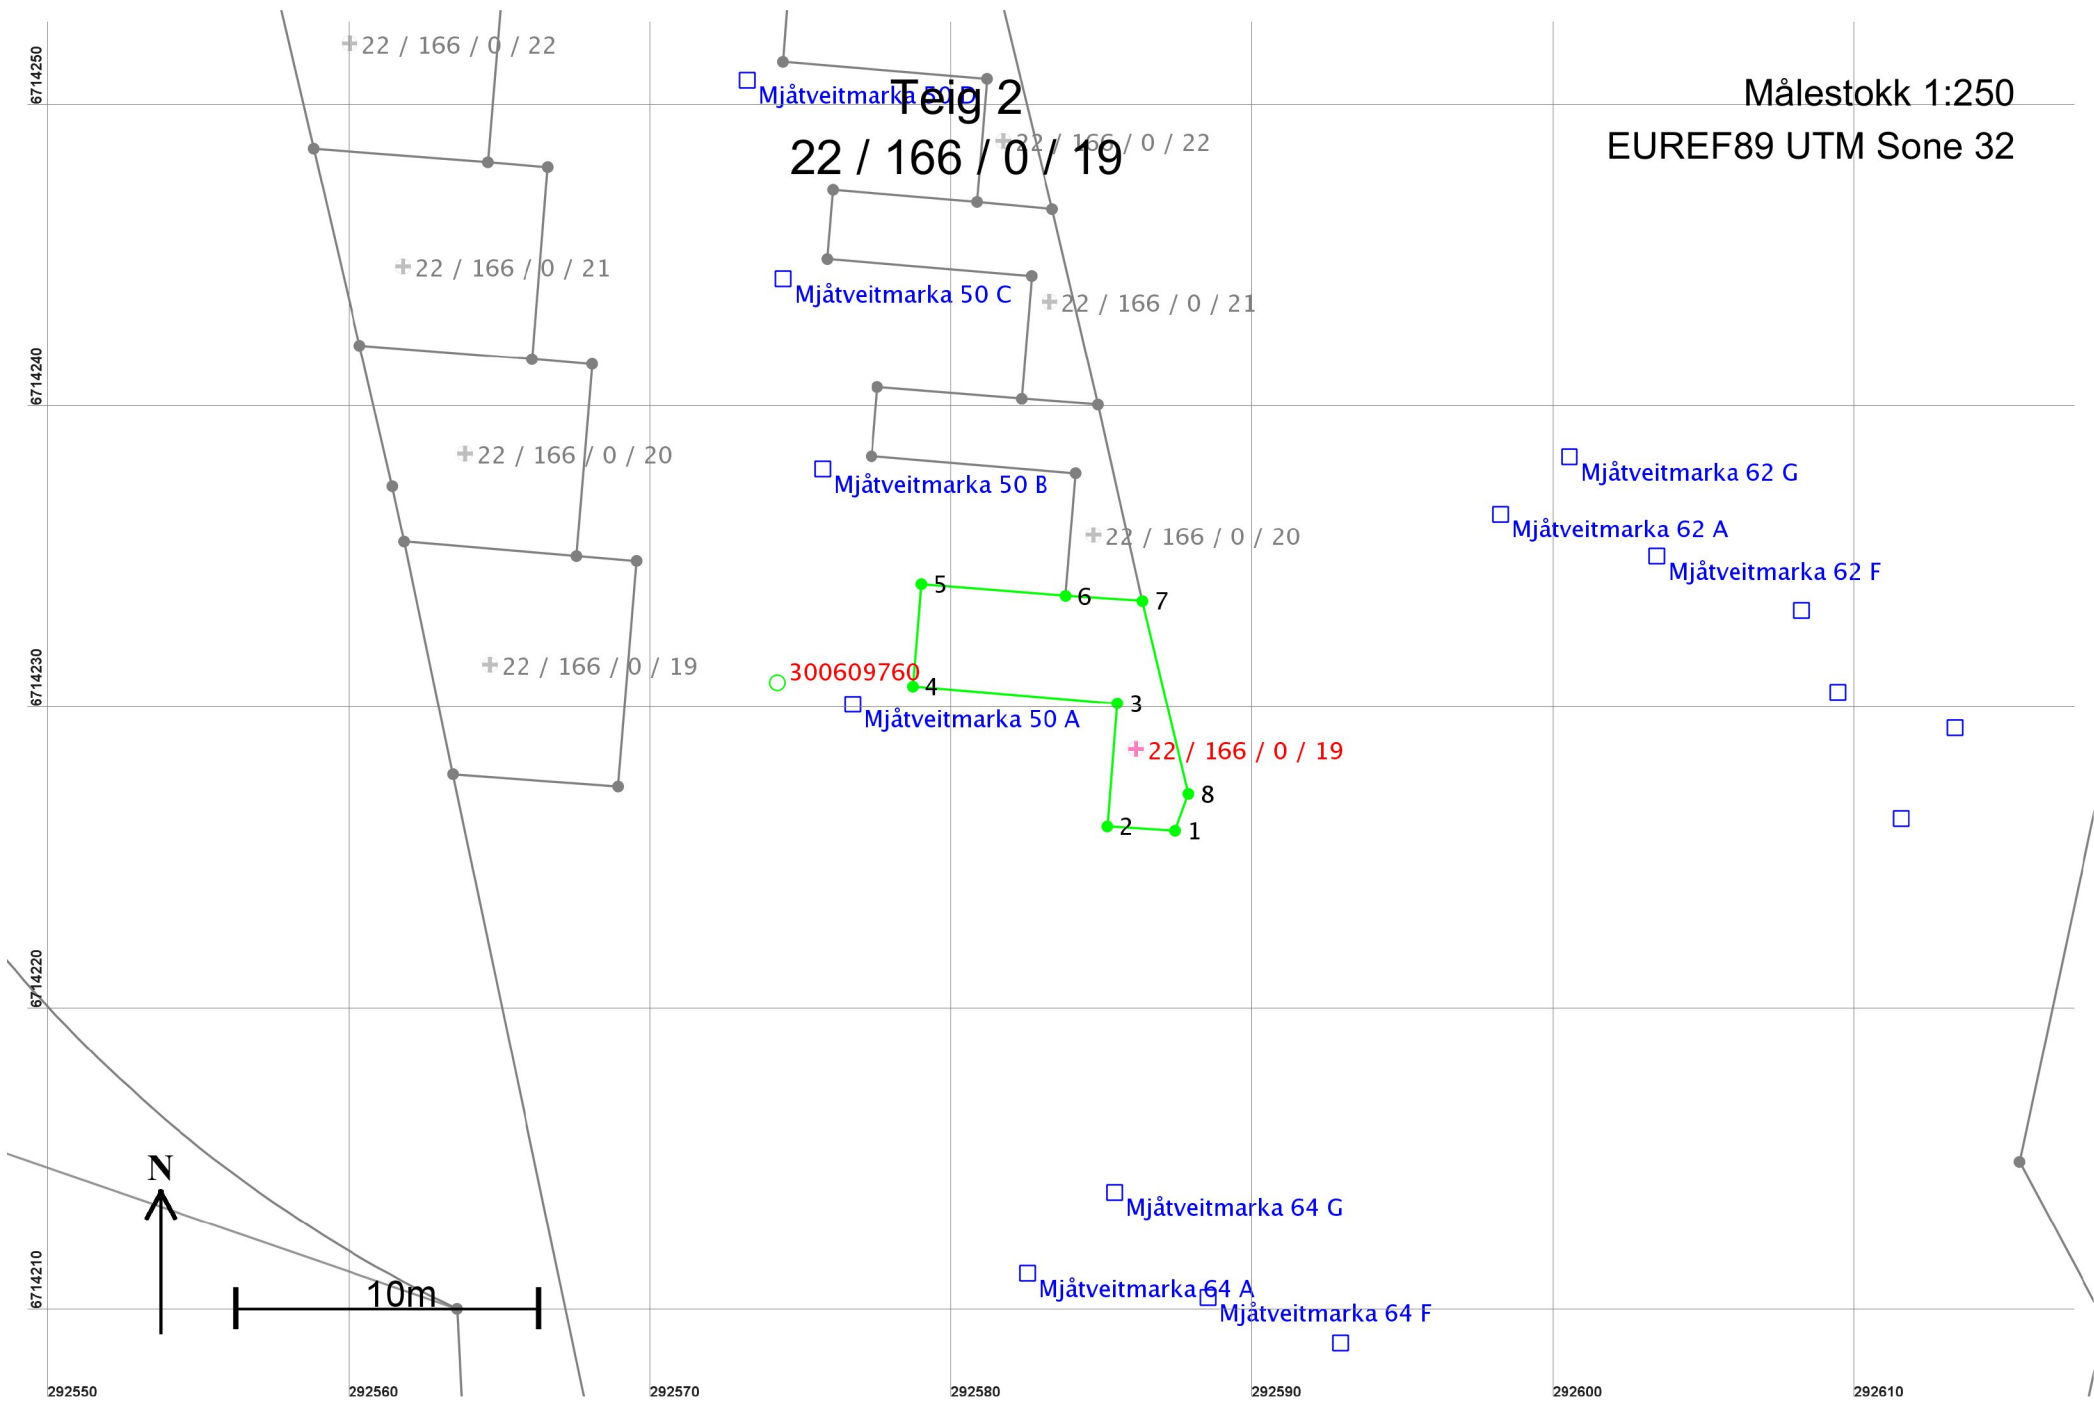 22 / 166 / 0 / 22
6714250
Mjåtveitmarka 50 D
Teig 2
22 / 166 / 0 / 19
Målestokk 1:250
EUREF89 UTM Sone 32
22 / 166 / 0 / 22
22 / 166 / 0 / 21
Mjåtveitmarka 50 C
22 / 166 / 0 / 21
6714240
22 / 166 / 0 / 20
Mjåtveitmarka 50 B
Mjåtveitmarka 62 G
Mjåtveitmarka 62 A
22 / 166 / 0 / 20
Mjåtveitmarka 62 F
5
6
7
22 / 166 / 0 / 19
6714230
300609760
4
3
Mjåtveitmarka 50 A
22 / 166 / 0 / 19
8
2
1
6714220
N
Mjåtveitmarka 64 G
6714210
10m
Mjåtveitmarka 64 A
Mjåtveitmarka 64 F
292550
292560
292570
292580
292590
292600
292610